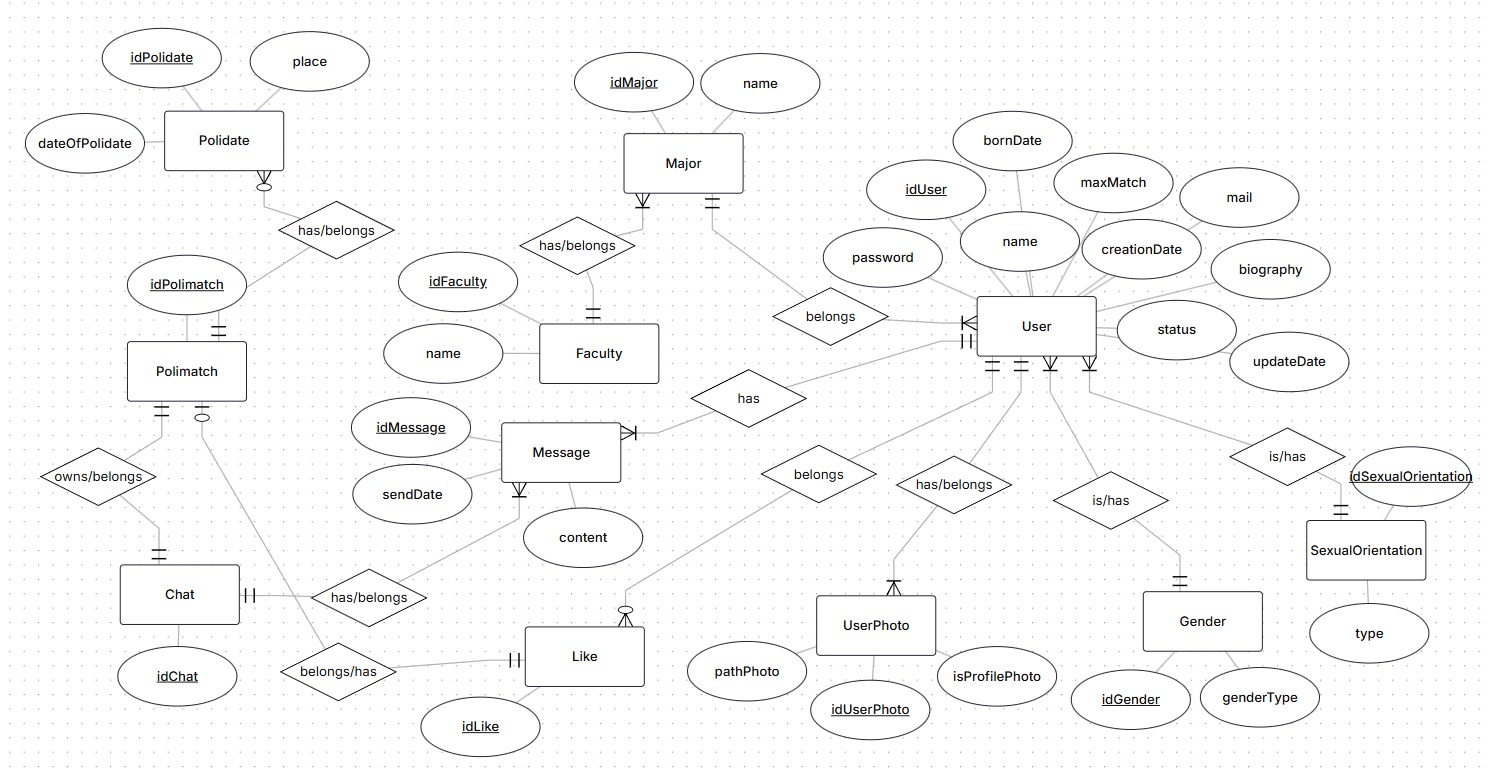 idPolidate
place
dateOfPolidate
Polidate
has/belongs
idPolimatch
Polimatch
owns/belongs
Chat
idChat
has/belongs
belongs/has
idMajor
name
Major
has/belongs
idFaculty
name
Faculty
idMessage
Message
sendDate
content
has
Like
idLike
bornDate
idUser
maxMatch
mail
name
creationDate
password
biography
belongs
User
status
updateDate
belongs
has/belongs
is/has
is/has
idSexualOrientation
SexualOrientation
type
UserPhoto
pathPhoto
isProfilePhoto
idUserPhoto
Gender
idGender
genderType